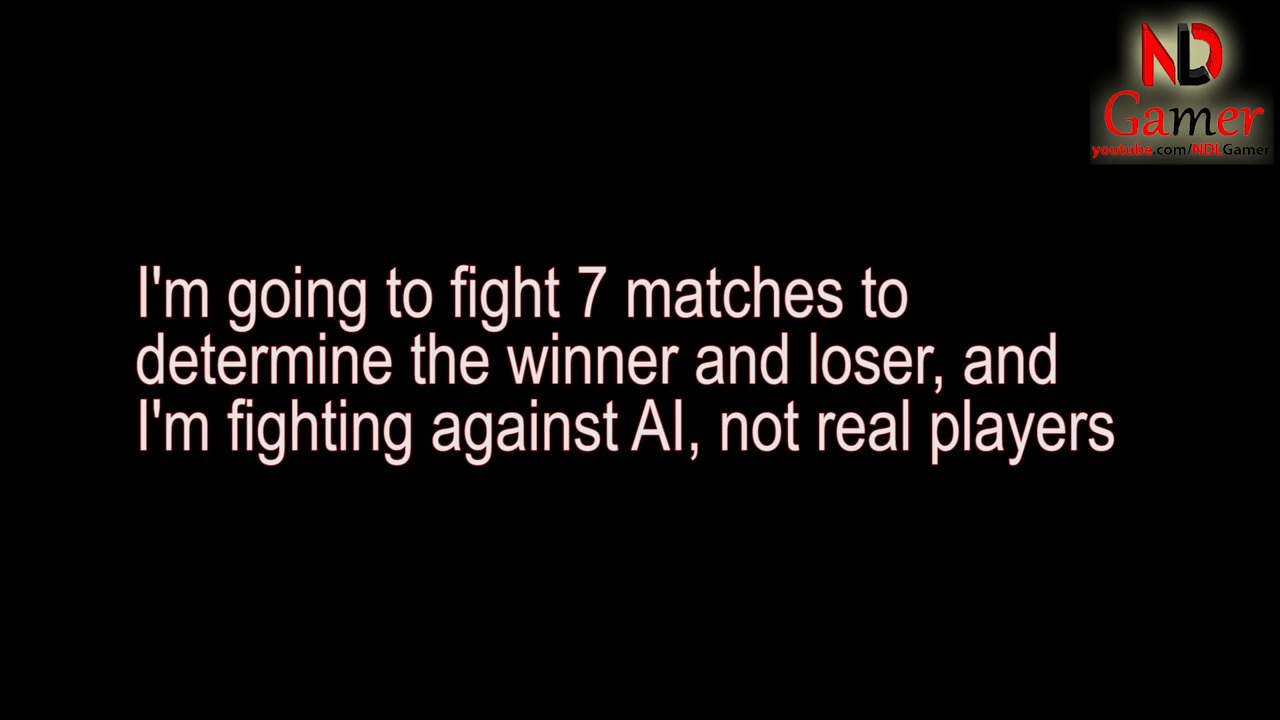 NDL
Gamer
youtube.com/NDLGamer
I'm going to fight 7 matches to
determine the winner and loser, and
I'm fighting against AI, not real players